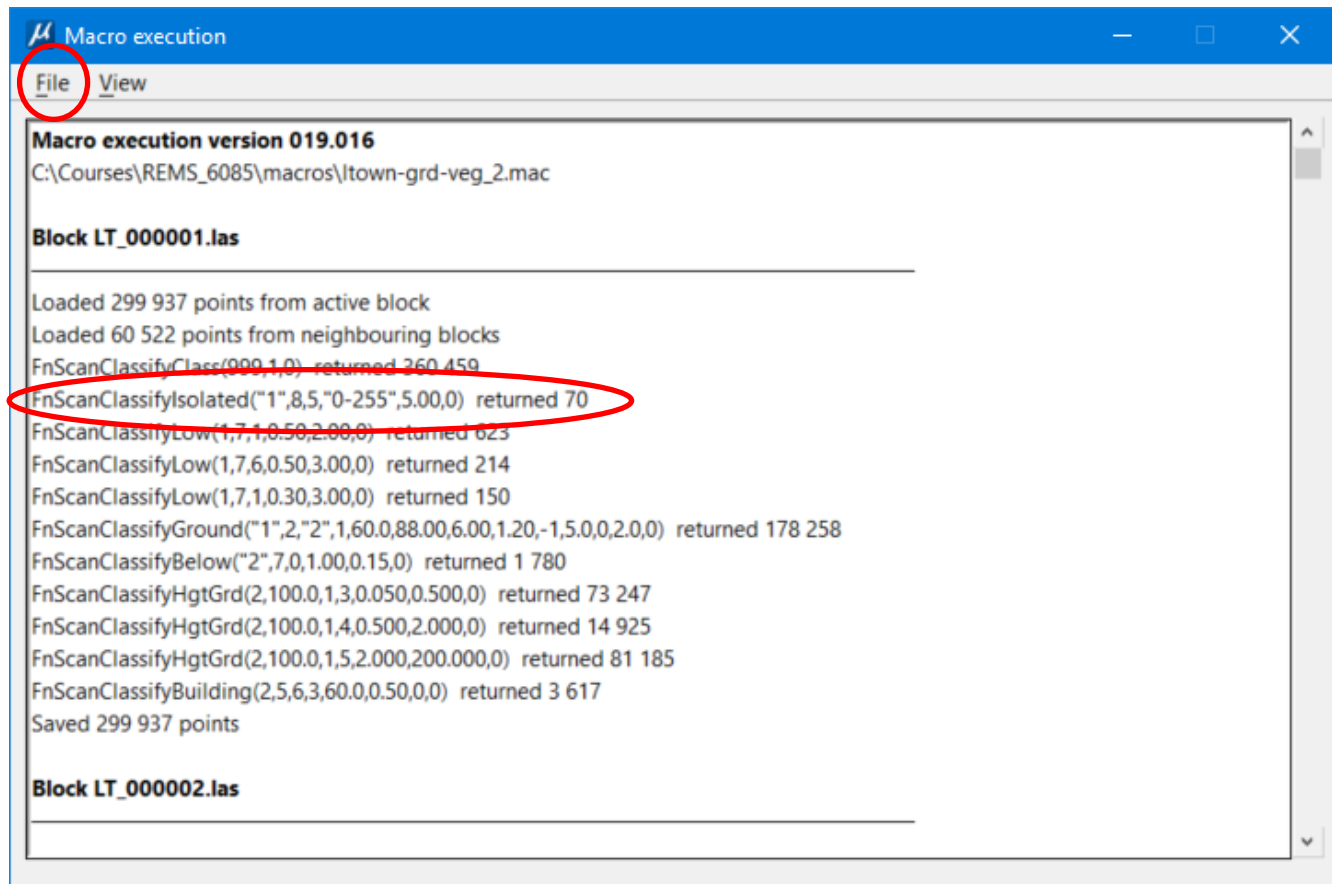 μ Macro execution
File View
Macro execution version 019.016
C:\Courses\REMS_6085\macros\ltown-grd-veg_2.mac
Block LT_000001.las
Loaded 299 937 points from active block
Loaded 60 522 points from neighbouring blocks
FnScanClassifyClass(999,1,0) returned 360 459
FnScanClassifyIsolated("1",8,5,"0-255",5.00,0) returned 70
FnScanClassifyLow(1,7,1,0.50,2.00,0) returned 623
FnScanClassifyLow(1,7,6,0.50,3.00,0) returned 214
FnScanClassifyLow(1,7,1,0.30,3.00,0) returned 150
FnScanClassifyGround("1",2,"2",1,60.0,88.00,6.00,1.20,-1,5.0,0,2.0,0) returned 178 258
FnScanClassifyBelow("2",7,0,1.00,0.15,0) returned 1 780
FnScanClassifyHgtGrd(2,100.0,1,3,0.050,0.500,0) returned 73 247
FnScanClassifyHgtGrd(2,100.0,1,4,0.500,2.000,0) returned 14 925
FnScanClassifyHgtGrd(2,100.0,1,5,2.000,200.000,0) returned 81 185
FnScanClassifyBuilding(2,5,6,3,60.0,0.50,0,0) returned 3 617
Saved 299 937 points
Block LT_000002.las